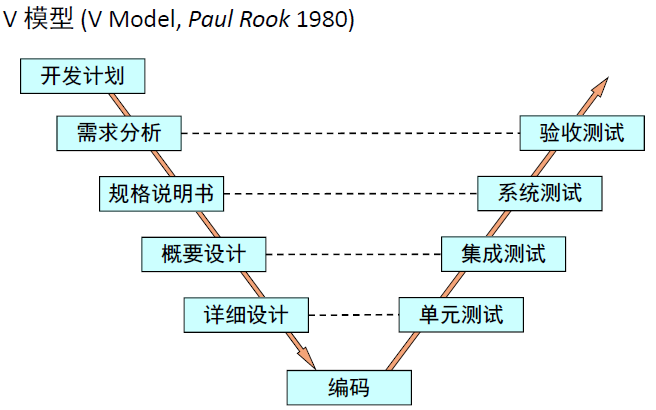 V 模型 (V Model, Paul Rook 1980)
开发计划
需求分析
验收测试
规格说明书
系统测试
概要设计
集成测试
详细设计
单元测试
编码